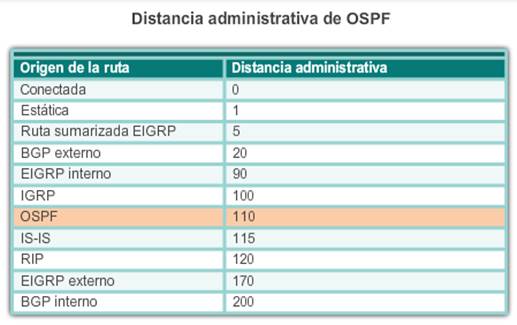 Distancia administrativa de OSPF
Origen de la ruta Distancia administrativa
Conectada 0
Estática 1
Ruta sumarizada EIGRP 5
BGP externo 20
EIGRP interno 90
IGRP 100
OSPF 110
IS-IS 115
RIP 120
EIGRP externo 170
BGP interno 200